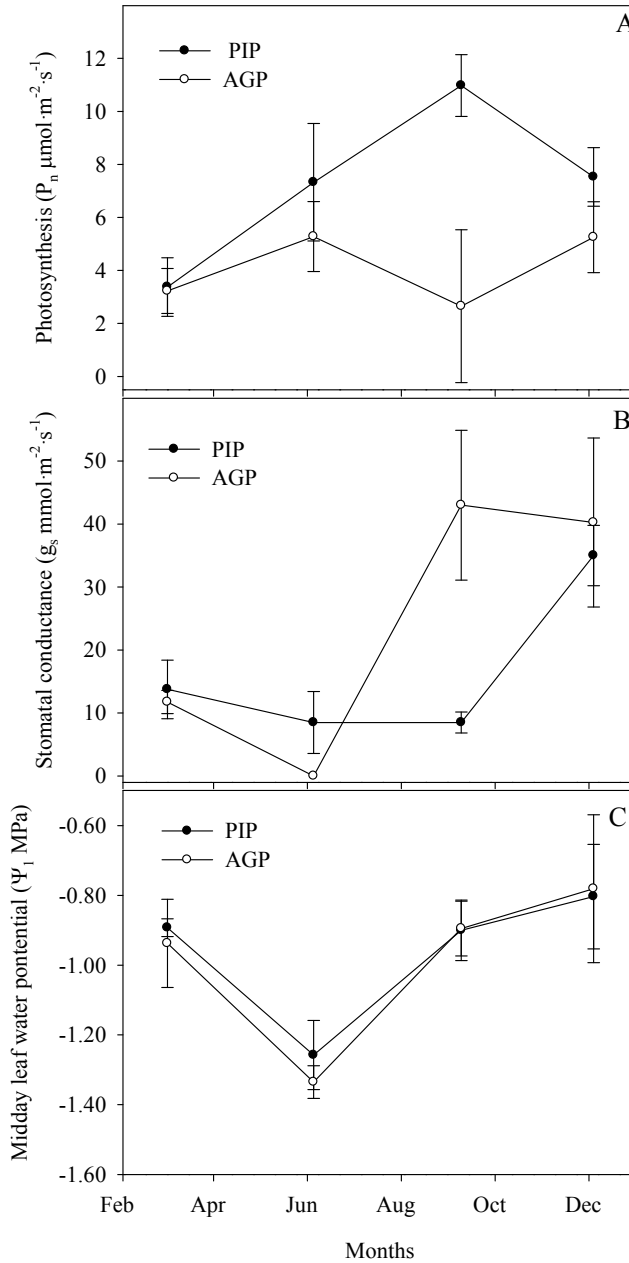 A
PIP
AGP
12
10
8
6
4
2
0
Photosynthesis (Pn μmol·m-2·s-1)
B
PIP
AGP
50
40
30
20
10
0
Stomatal conductance (gs mmol·m-2·s-1)
C
PIP
AGP
-0.60
-0.80
-1.00
-1.20
-1.40
-1.60
Midday leaf water pontential (Ψl MPa)
Feb Apr Jun Aug Oct Dec
Months